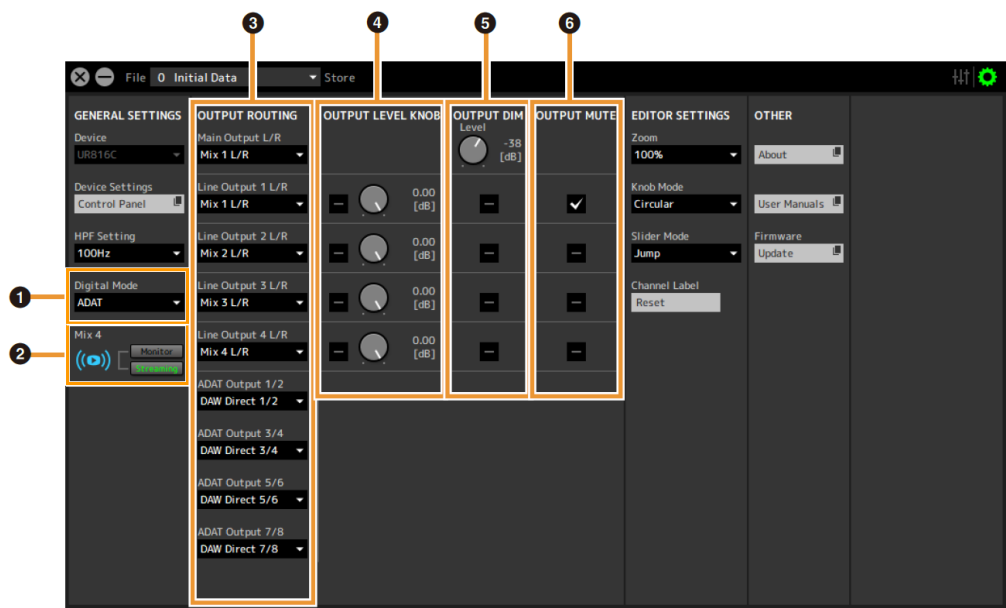 3 4 5 6
File 0 Initial Data Store
GENERAL SETTINGS
Device
UR816C
Device Settings
Control Panel
HPF Setting
100Hz
1
Digital Mode
ADAT
2
Mix 4
Monitor
Streaming
OUTPUT ROUTING
Main Output L/R
Mix 1 L/R
Line Output 1 L/R
Mix 1 L/R
Line Output 2 L/R
Mix 2 L/R
Line Output 3 L/R
Mix 3 L/R
Line Output 4 L/R
Mix 4 L/R
ADAT Output 1/2
DAW Direct 1/2
ADAT Output 3/4
DAW Direct 3/4
ADAT Output 5/6
DAW Direct 5/6
ADAT Output 7/8
DAW Direct 7/8
OUTPUT LEVEL KNOB
0.00
[dB]
0.00
[dB]
0.00
[dB]
0.00
[dB]
OUTPUT DIM
Level
-38
[dB]
OUTPUT MUTE
EDITOR SETTINGS
Zoom
100%
Knob Mode
Circular
Slider Mode
Jump
Channel Label
Reset
OTHER
About
User Manuals
Firmware
Update